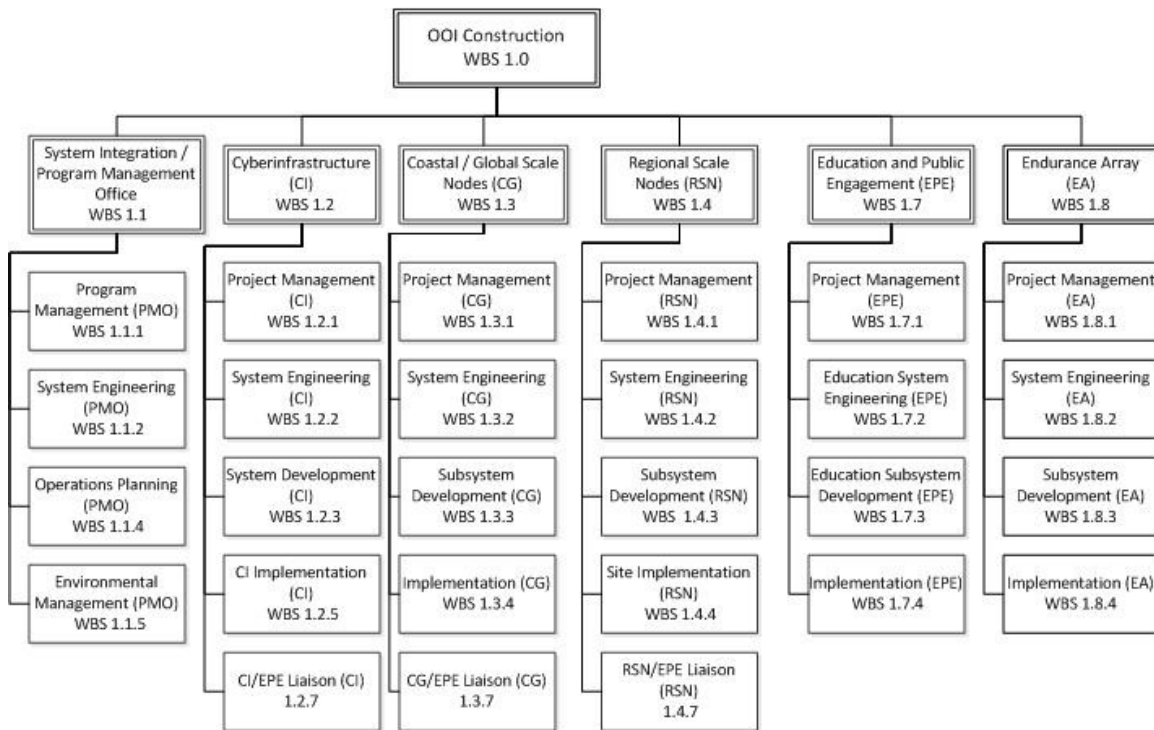 OOI Construction
WBS 1.0
System Integration /
Program Management
Office
WBS 1.1
Cyberinfrastructure
(CI)
WBS 1.2
Coastal / Global Scale
Nodes (CG)
WBS 1.3
Regional Scale
Nodes (RSN)
WBS 1.4
Education and Public
Engagement (EPE)
WBS 1.7
Endurance Array
(EA)
WBS 1.8
Program
Management (PMO)
WBS 1.1.1
System Engineering
(PMO)
WBS 1.1.2
Operations Planning
(PMO)
WBS 1.1.4
Environmental
Management (PMO)
WBS 1.1.5
Project Management
(CI)
WBS 1.2.1
System Engineering
(CI)
WBS 1.2.2
System Development
(CI)
WBS 1.2.3
CI Implementation
(CI)
WBS 1.2.5
CI/EPE Liaison (CI)
1.2.7
Project Management
(CG)
WBS 1.3.1
System Engineering
(CG)
WBS 1.3.2
Subsystem
Development (CG)
WBS 1.3.3
Implementation (CG)
WBS 1.3.4
CG/EPE Liaison (CG)
1.3.7
Project Management
(RSN)
WBS 1.4.1
System Engineering
(RSN)
WBS 1.4.2
Subsystem
Development (RSN)
WBS 1.4.3
Site Implementation
(RSN)
WBS 1.4.4
RSN/EPE Liaison
(RSN)
1.4.7
Project Management
(EPE)
WBS 1.7.1
Education System
Engineering (EPE)
WBS 1.7.2
Education Subsystem
Development (EPE)
WBS 1.7.3
Implementation (EPE)
WBS 1.7.4
Project Management
(EA)
WBS 1.8.1
System Engineering
(EA)
WBS 1.8.2
Subsystem
Development (EA)
WBS 1.8.3
Implementation (EA)
WBS 1.8.4